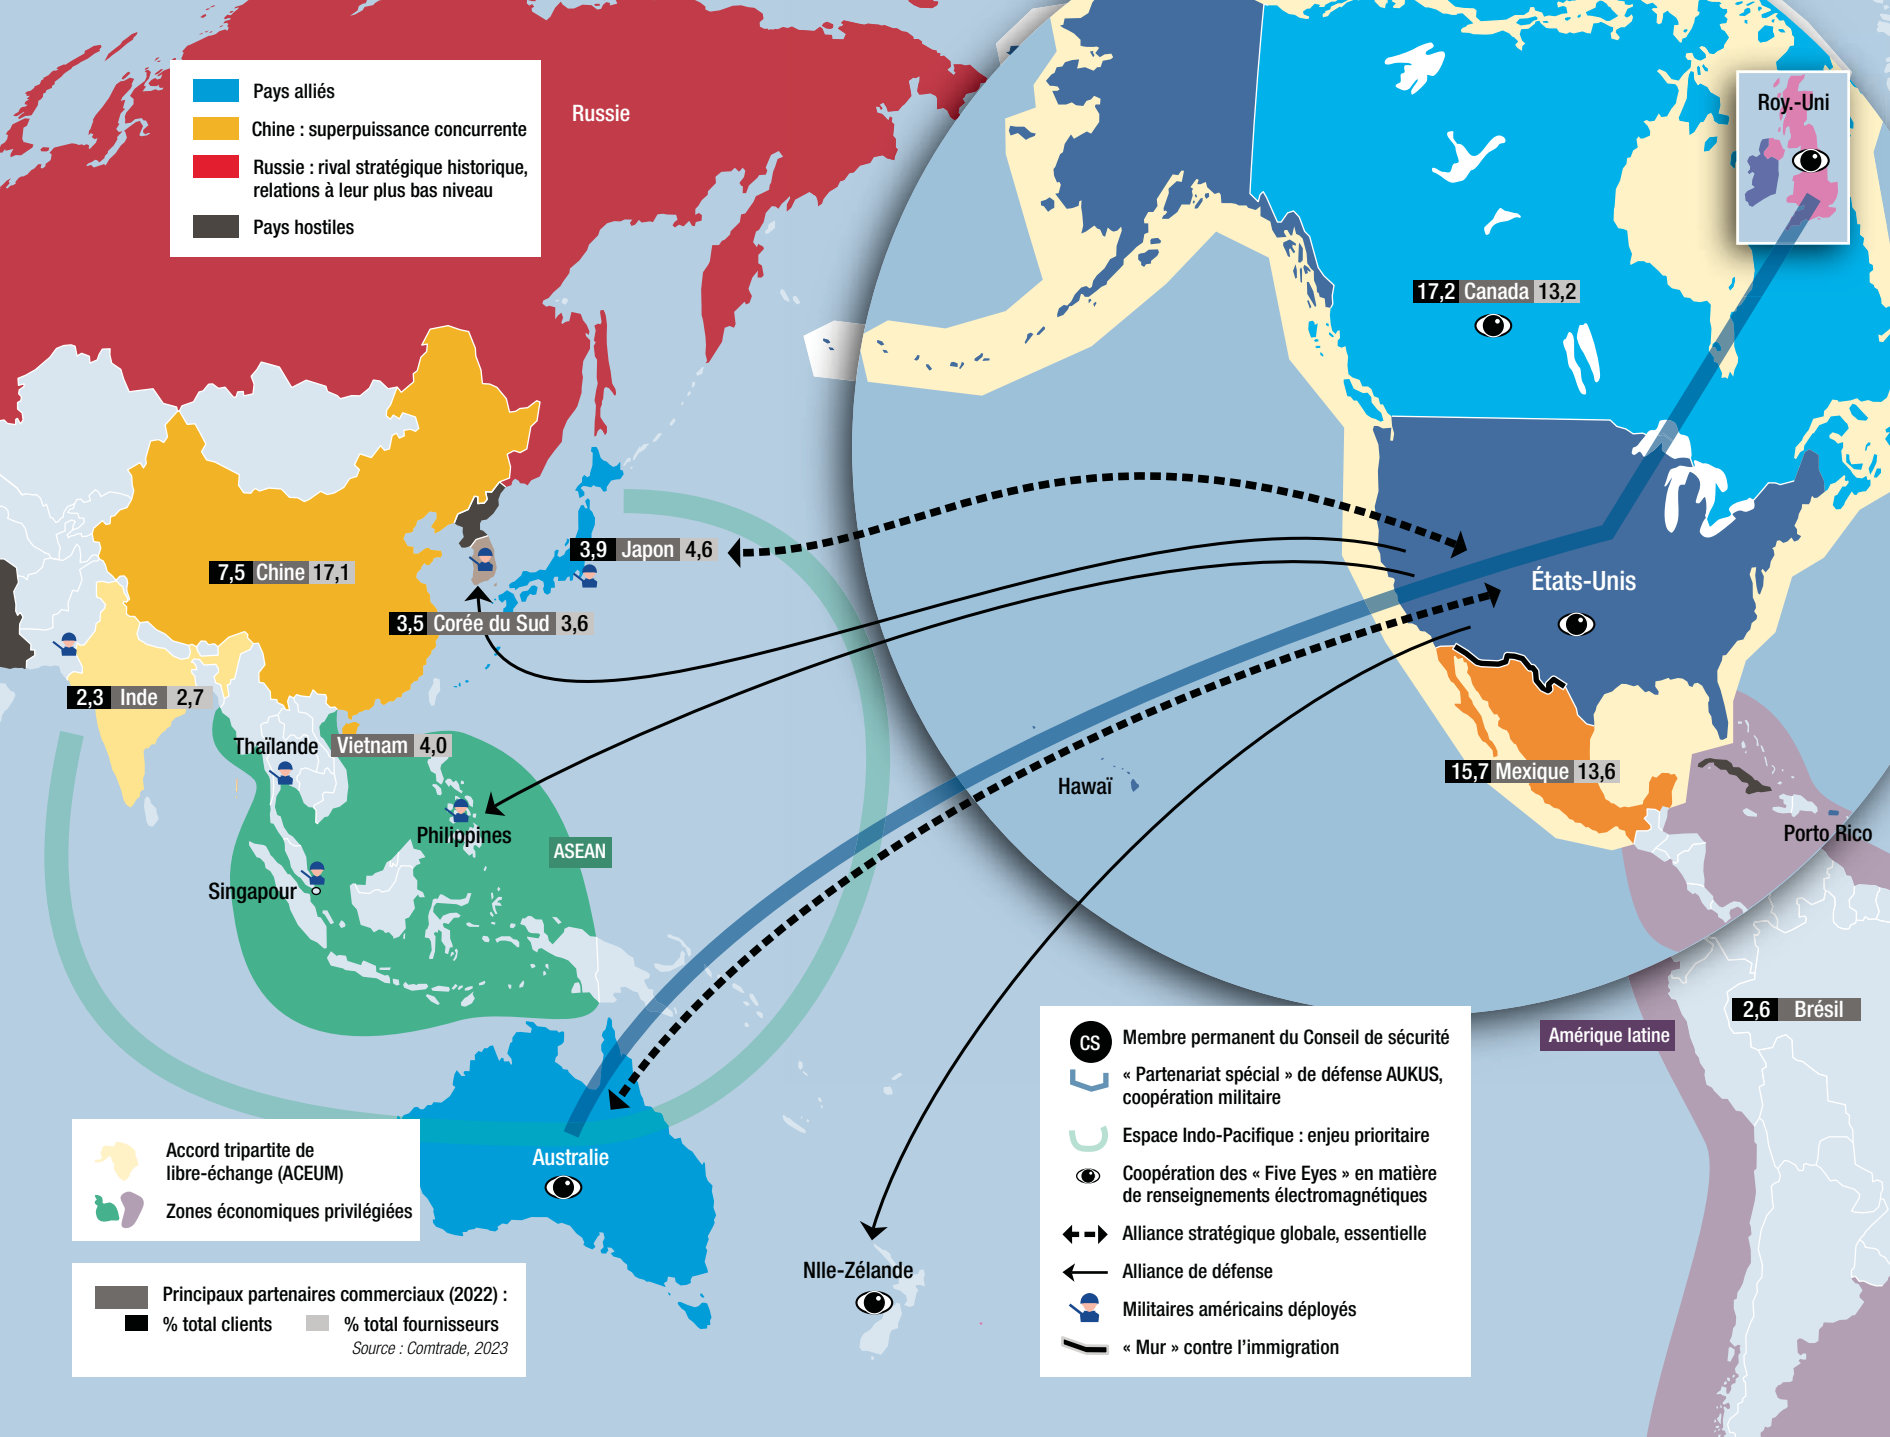 Pays alliés
Chine : superpuissance concurrente
Russie : rival stratégique historique,
relations à leur plus bas niveau
Pays hostiles
Russie
Roy.-Uni
17,2 Canada 13,2
3,9 Japon 4,6
7,5 Chine 17,1
États-Unis
3,5 Corée du Sud 3,6
2,3 Inde 2,7
Thaïlande
Vietnam 4,0
15,7 Mexique 13,6
Hawaï
Philippines
Porto Rico
ASEAN
Singapour
2,6 Brésil
Amérique latine
Australie
Nlle-Zélande
CS Membre permanent du Conseil de sécurité
« Partenariat spécial » de défense AUKUS,
coopération militaire
Espace Indo-Pacifique : enjeu prioritaire
Coopération des « Five Eyes » en matière
de renseignements électromagnétiques
Alliance stratégique globale, essentielle
Alliance de défense
Militaires américains déployés
« Mur » contre l'immigration
Accord tripartite de
libre-échange (ACEUM)
Zones économiques privilégiées
Principaux partenaires commerciaux (2022) :
% total clients % total fournisseurs
Source : Comtrade, 2023